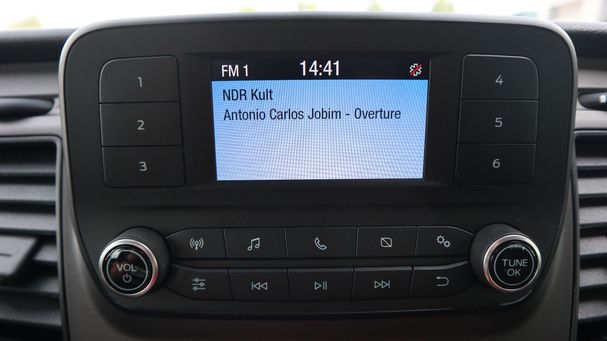 FM 1 14:41
NDR Kult
Antonio Carlos Jobim - Overture
1
2
3
4
5
6
VOL
TUNE
OK